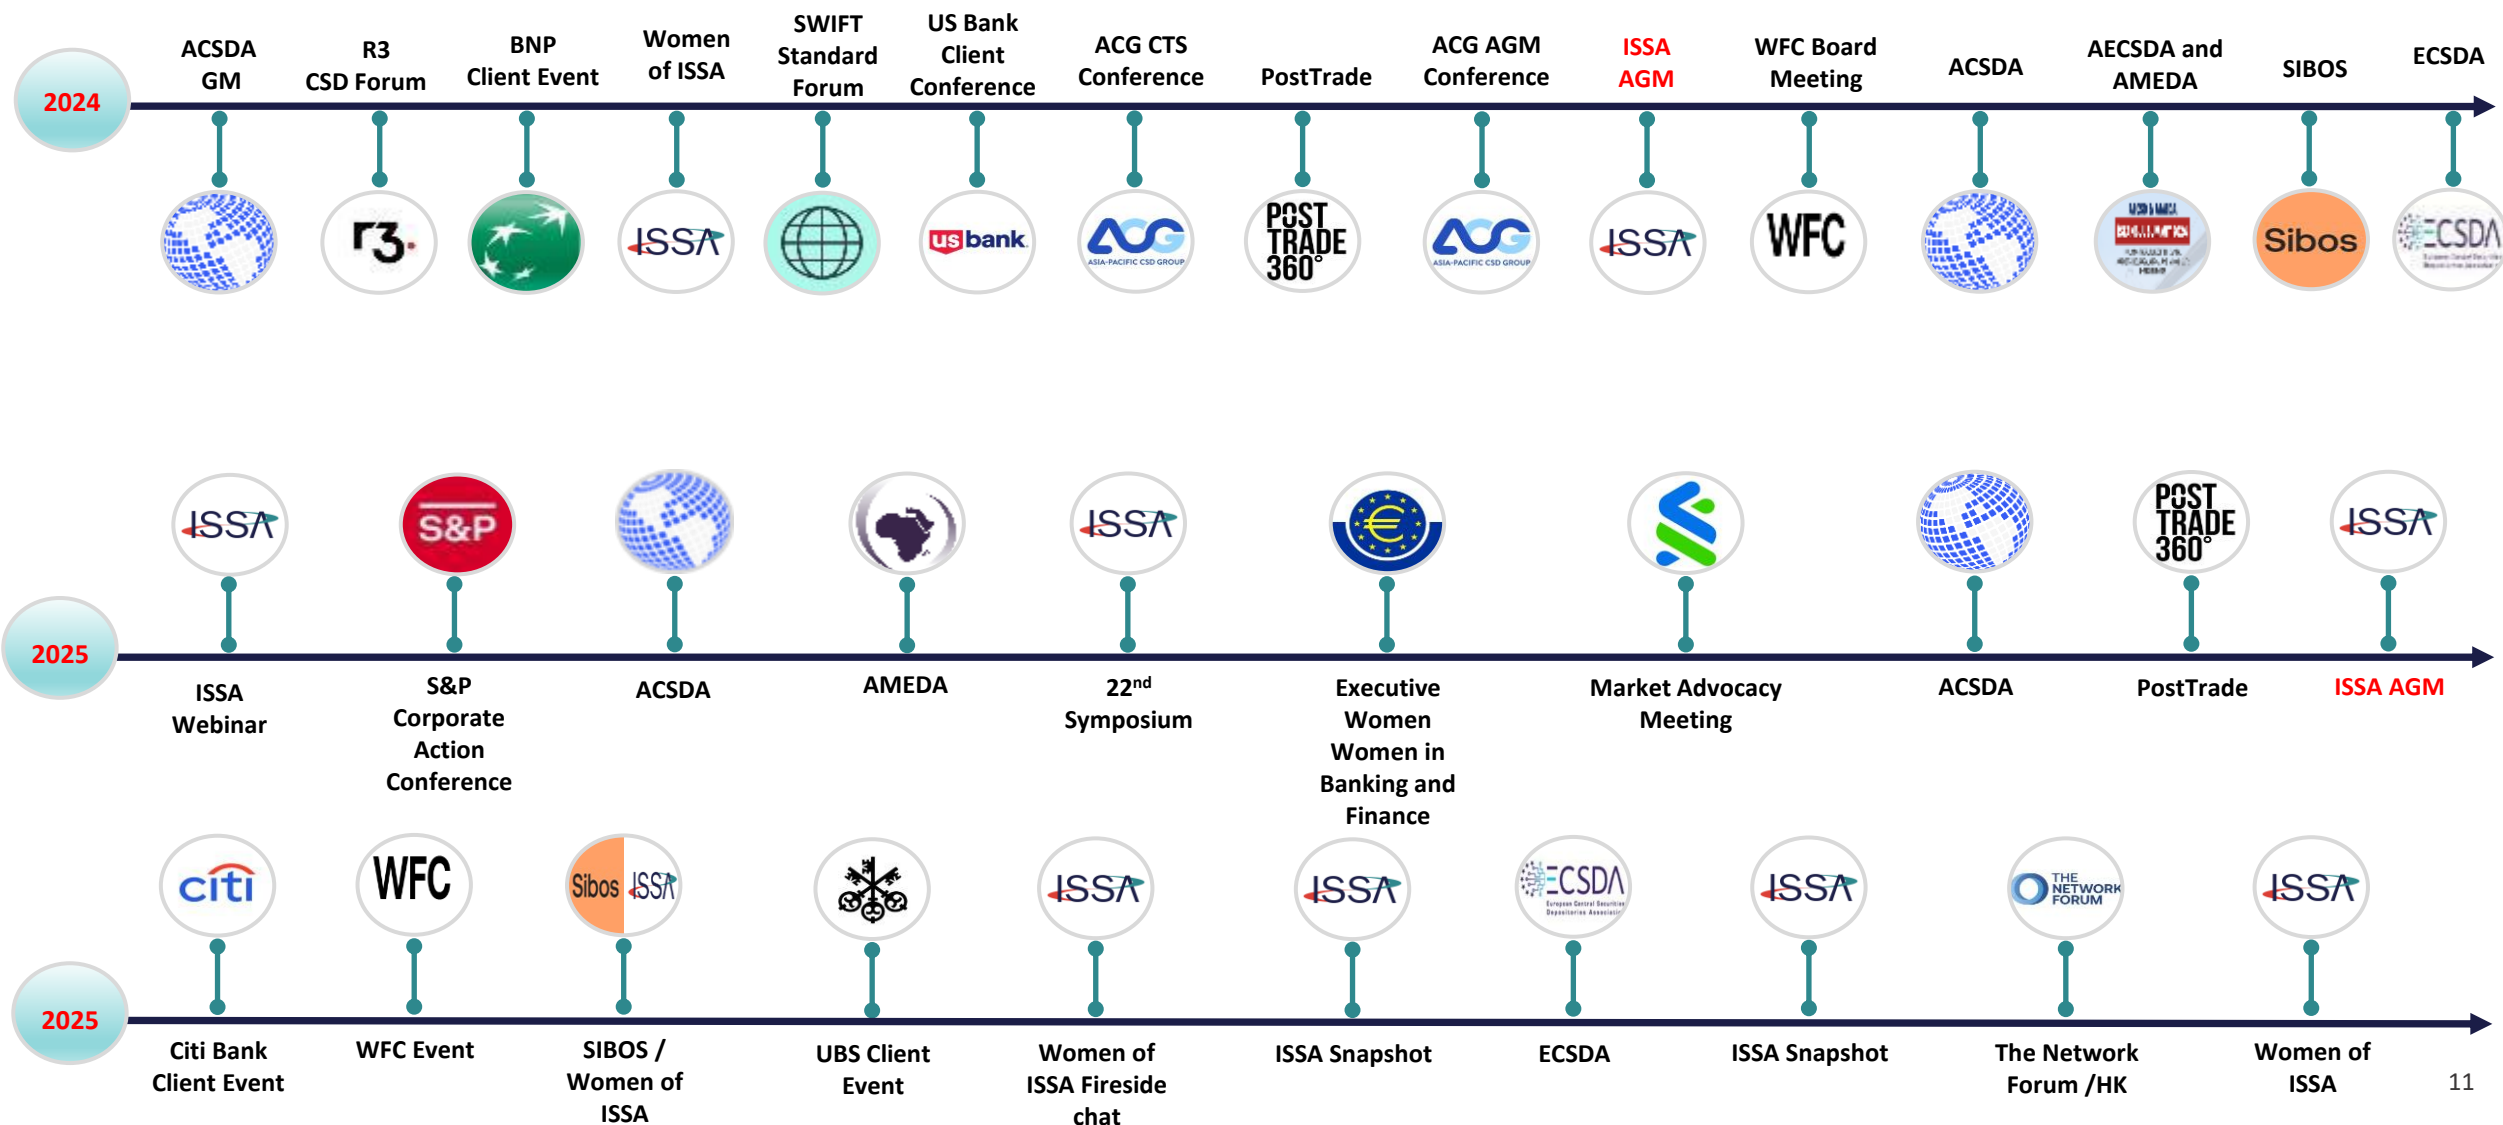 2024
ACSDA
GM
R3
CSD Forum
BNP
Client Event
Women
of ISSA
SWIFT
Standard
Forum
US Bank
Client
Conference
ACG CTS
Conference
PostTrade
ACG AGM
Conference
ISSA
AGM
WFC Board
Meeting
ACSDA
AECSDA and
AMEDA
SIBOS
ECSDA
r3.
ISSA
usbank
ACG
ASIA-PACIFIC CSD GROUP
POST
TRADE
360°
ACG
ASIA-PACIFIC CSD GROUP
ISSA
WFC
Sibos
ECSDA
ISSA
S&P
ISSA
€
POST
TRADE
360°
ISSA
2025
ISSA
Webinar
S&P
Corporate
Action
Conference
ACSDA
AMEDA
22nd
Symposium
Executive
Women
Women in
Banking and
Finance
Market Advocacy
Meeting
ACSDA
PostTrade
ISSA AGM
citi
WFC
Sibos ISSA
ISSA
ISSA
ECSDA
European Central Securities
ISSA
THE
NETWORK
FORUM
ISSA
2025
Citi Bank
Client Event
WFC Event
SIBOS /
Women of
ISSA
UBS Client
Event
Women of
ISSA Fireside
chat
ISSA Snapshot
ECSDA
ISSA Snapshot
The Network
Forum /HK
Women of
ISSA
11